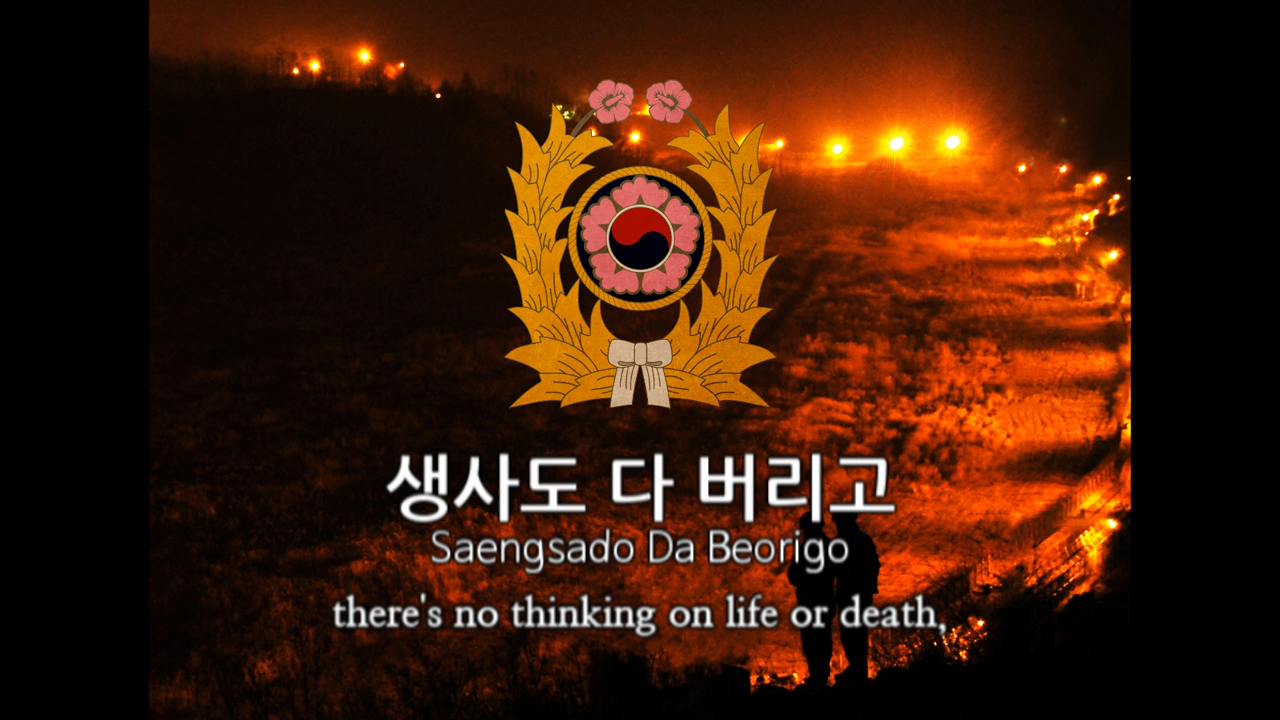 생사도 다 버리고
Saengsado Da Beorigo
there's no thinking on life or death,